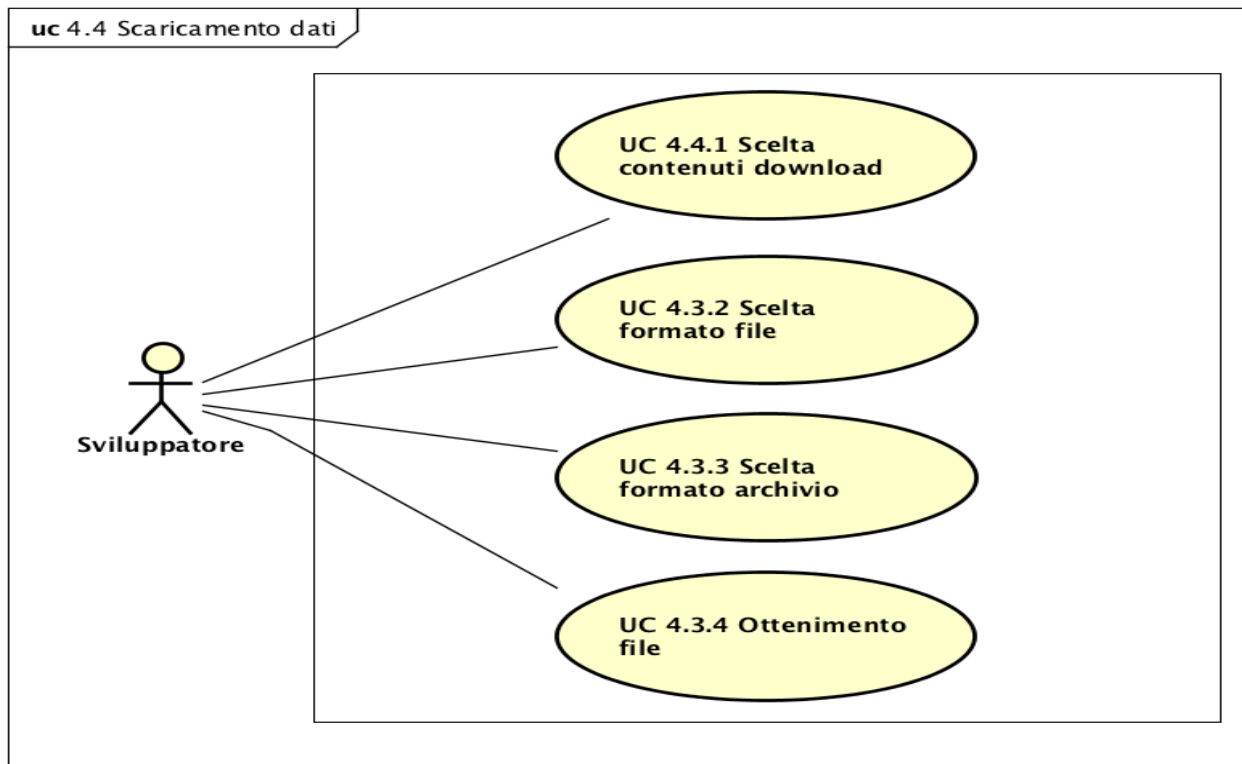 uc 4.4 Scaricamento dati
UC 4.4.1 Scelta
contenuti download
UC 4.3.2 Scelta
formato file
Sviluppatore
UC 4.3.3 Scelta
formato archivio
UC 4.3.4 Ottenimento
file